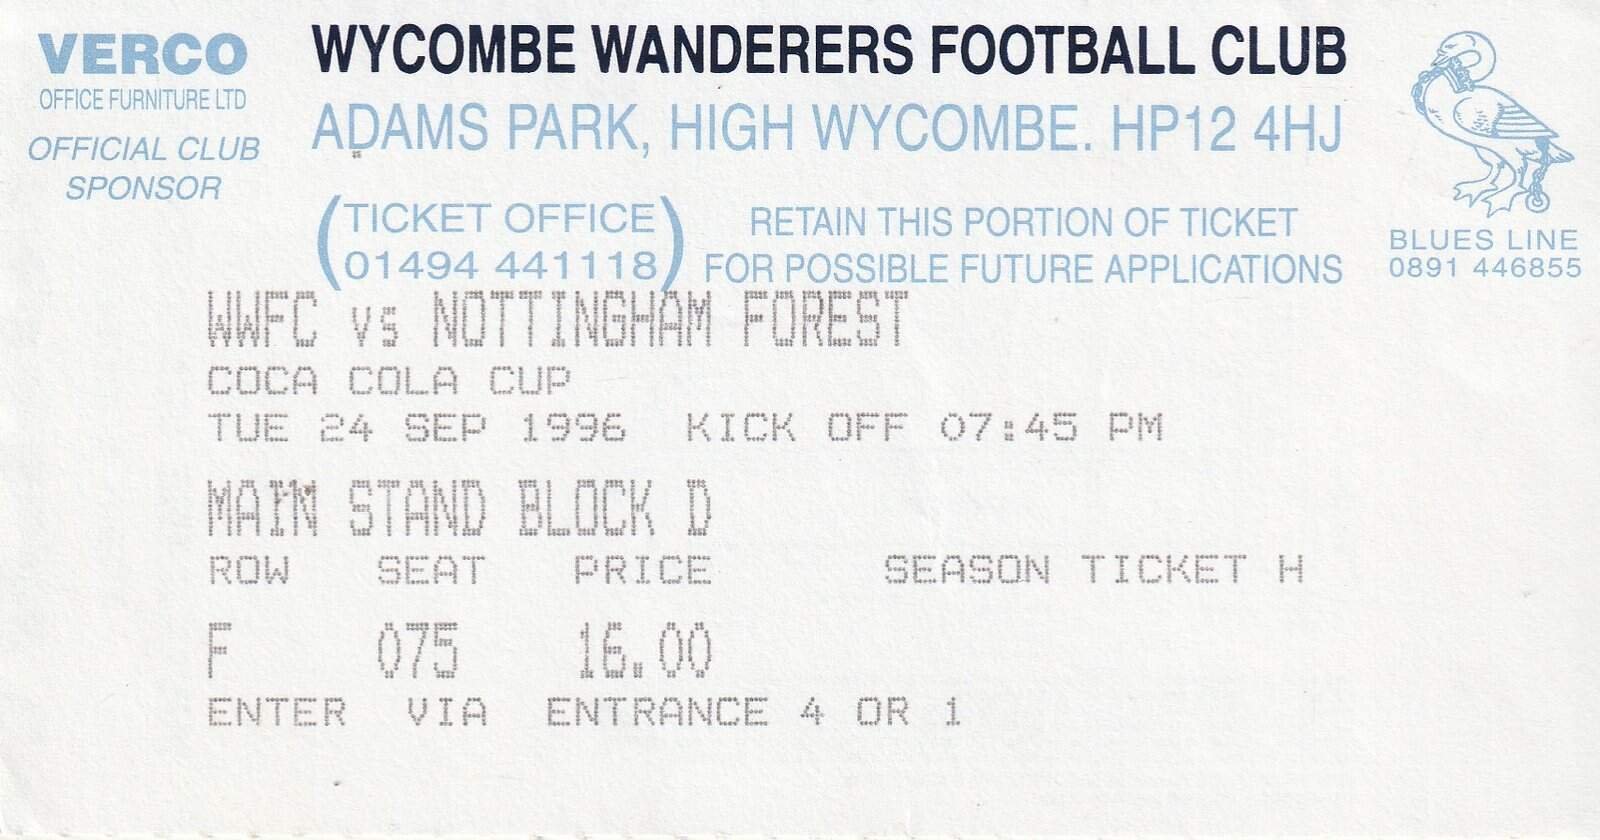 VERCO
OFFICE FURNITURE LTD
OFFICIAL CLUB
SPONSOR
WYCOMBE WANDERERS FOOTBALL CLUB
ADAMS PARK, HIGH WYCOMBE. HP12 4HJ
(TICKET OFFICE
01494 441118)
RETAIN THIS PORTION OF TICKET
FOR POSSIBLE FUTURE APPLICATIONS
BLUES LINE
0891 446855
WWFC vs NOTTINGHAM FOREST
COCA COLA CUP
TUE 24 SEP 1996 KICK OFF 07:45 PM
MAIN STAND BLOCK D
ROW SEAT PRICE SEASON TICKET H
F 075 16.00
ENTER VIA ENTRANCE 4 OR 1